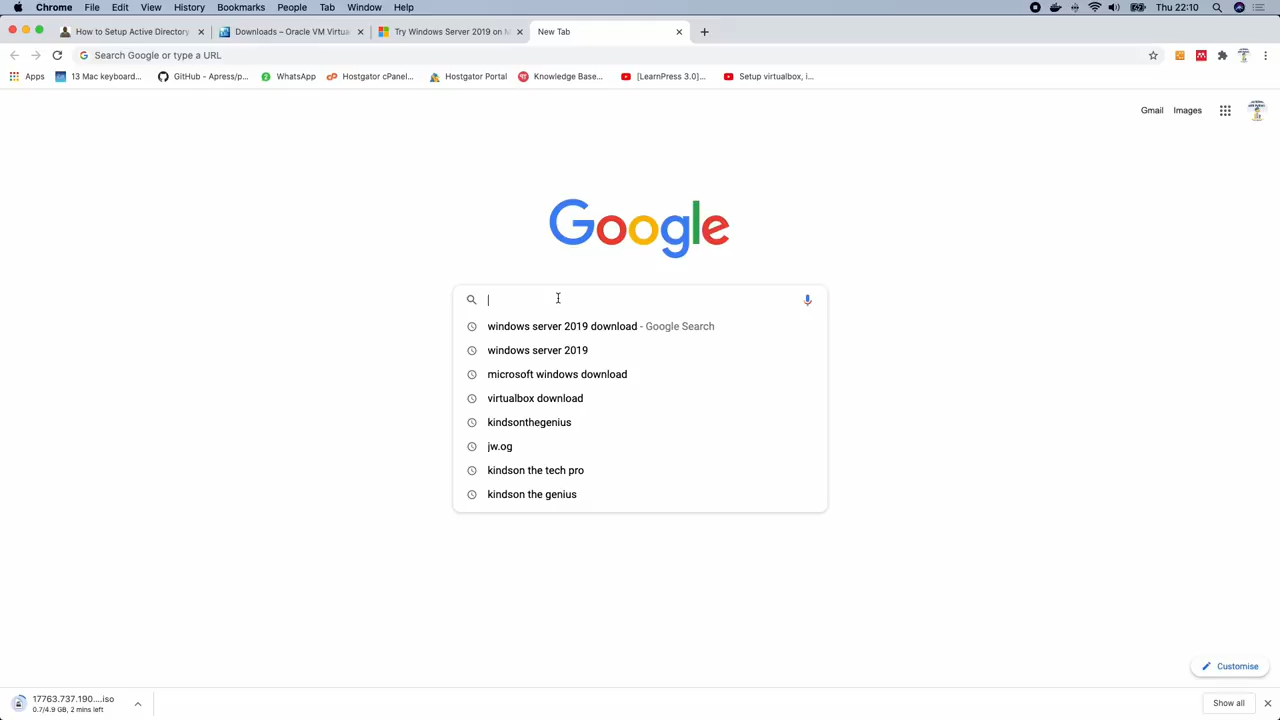 Chrome File Edit View History Bookmarks People Tab Window Help Thu 22:10
How to Setup Active Directory Downloads – Oracle VM Virtua Try Windows Server 2019 on M New Tab
Search Google or type a URL
Apps 13 Mac keyboard... GitHub - Apress/p... WhatsApp Hostgator cPanel... Hostgator Portal Knowledge Base... [LearnPress 3.0]... Setup virtualbox, i...
Gmail Images
Google
windows server 2019 download - Google Search
windows server 2019
microsoft windows download
virtualbox download
kindsonthegenius
jw.og
kindson the tech pro
kindson the genius
Customise
17763.737.190....iso
0.7/4.9 GB, 2 mins left
Show all